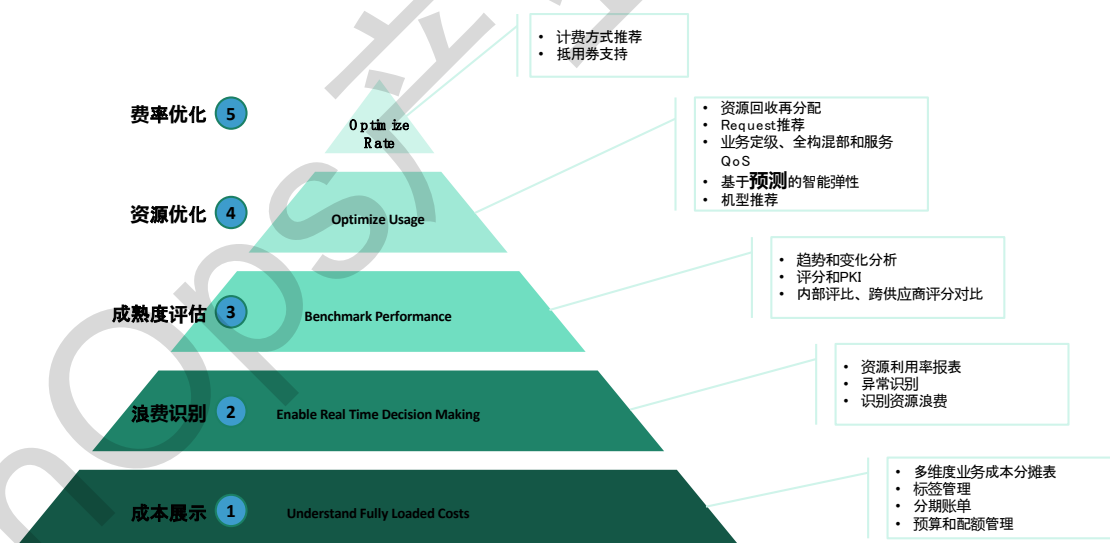 计费方式推荐
抵用券支持
费率优化
5
Optimize
Rate
资源回收再分配
Request推荐
业务定级、全构混部和服务
QoS
基于预测的智能弹性
机型推荐
资源优化
4
Optimize Usage
趋势和变化分析
评分和PKI
内部评比、跨供应商评分对比
成熟度评估
3
Benchmark Performance
资源利用率报表
异常识别
识别资源浪费
浪费识别
2
Enable Real Time Decision Making
多维度业务成本分摊表
标签管理
分期账单
预算和配额管理
成本展示
1
Understand Fully Loaded Costs
nOps